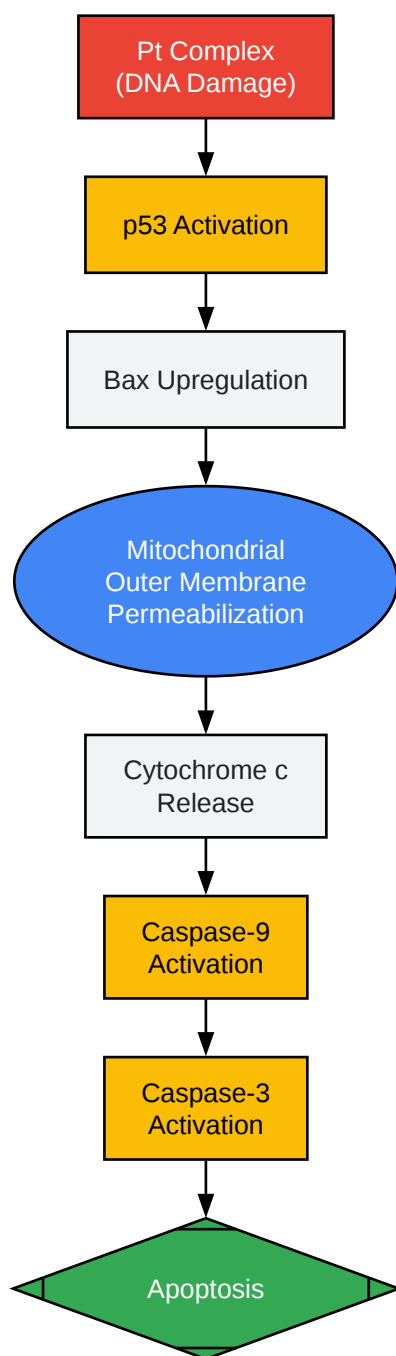 Pt Complex
(DNA Damage)
p53 Activation
Bax Upregulation
Mitochondrial
Outer Membrane
Permeabilization
Cytochrome c
Release
Caspase-9
Activation
Caspase-3
Activation
Apoptosis